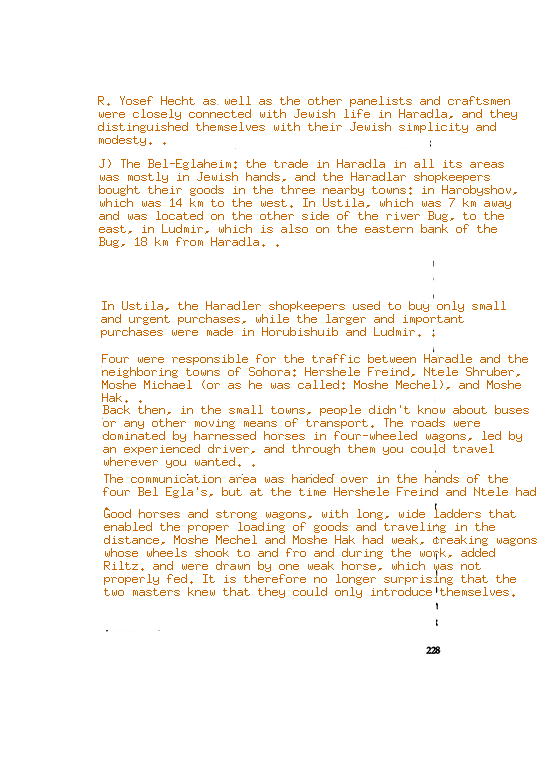 R. Yosef Hecht as well as the other panelists and craftsmen
were closely connected with Jewish life in Haradla, and they
distinguished themselves with their Jewish simplicity and
modesty. .
J) The Bel-Eglaheim: the trade in Haradla in all its areas
was mostly in Jewish hands, and the Haradlar shopkeepers
bought their goods in the three nearby towns: in Harobyshov,
which was 14 km to the west. In Ustila, which was 7 km away
and was located on the other side of the river Bug, to the
east, in Ludmir, which is also on the eastern bank of the
Bug, 18 km from Haradla. .
In Ustila, the Haradler shopkeepers used to buy only small
and urgent purchases, while the larger and important
purchases were made in Horubishuib and Ludmir. :
Four were responsible for the traffic between Haradle and the
neighboring towns of Sohora: Hershele Freind, Ntele Shruber,
Moshe Michael (or as he was called: Moshe Mechel), and Moshe
Hak. .
Back then, in the small towns, people didn't know about buses
or any other moving means of transport. The roads were
dominated by harnessed horses in four-wheeled wagons, led by
an experienced driver, and through them you could travel
wherever you wanted. .
The communication area was handed over in the hands of the
four Bel Egla's, but at the time Hershele Freind and Ntele had
Good horses and strong wagons, with long, wide ladders that
enabled the proper loading of goods and traveling in the
distance, Moshe Mechel and Moshe Hak had weak, creaking wagons
whose wheels shook to and fro and during the work, added
Riltz. and were drawn by one weak horse, which was not
properly fed. It is therefore no longer surprising that the
two masters knew that they could only introduce themselves.
228